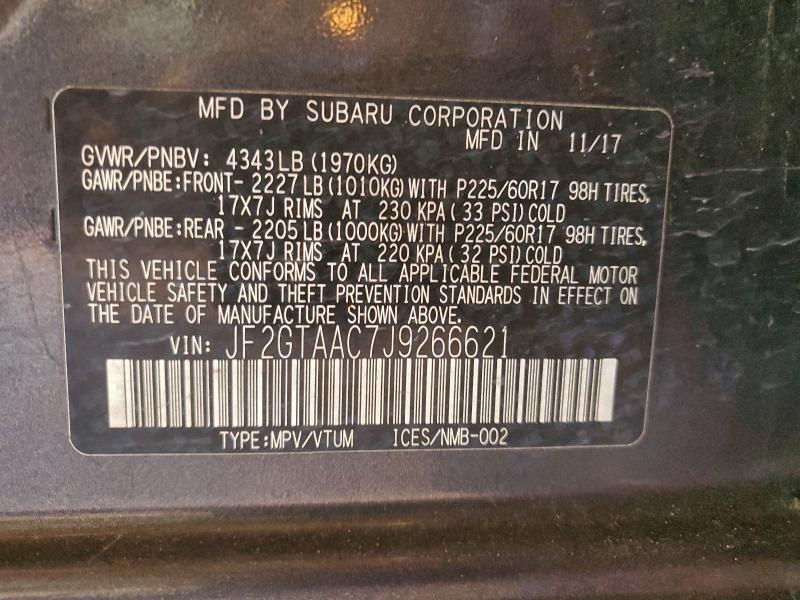 MFD BY SUBARU CORPORATION
MFD IN 11/17
GVWR/PNBV: 4343LB (1970KG)
GAWR/PNBE:FRONT- 2227LB (1010KG) WITH P225/60R17 98H TIRES,
17X7J RIMS AT 230 KPA ( 33 PSI) COLD
GAWR/PNBE:REAR - 2205LB (1000KG) WITH P225/60R17 98H TIRES,
17X7J RIMS AT 220 KPA ( 32 PSI) COLD
THIS VEHICLE CONFORMS TO ALL APPLICABLE FEDERAL MOTOR
VEHICLE SAFETY AND THEFT PREVENTION STANDARDS IN EFFECT ON
THE DATE OF MANUFACTURE SHOWN ABOVE.
VIN: JF2GTAAC7J9266621
TYPE:MPV/VTUM ICES/NMB-002